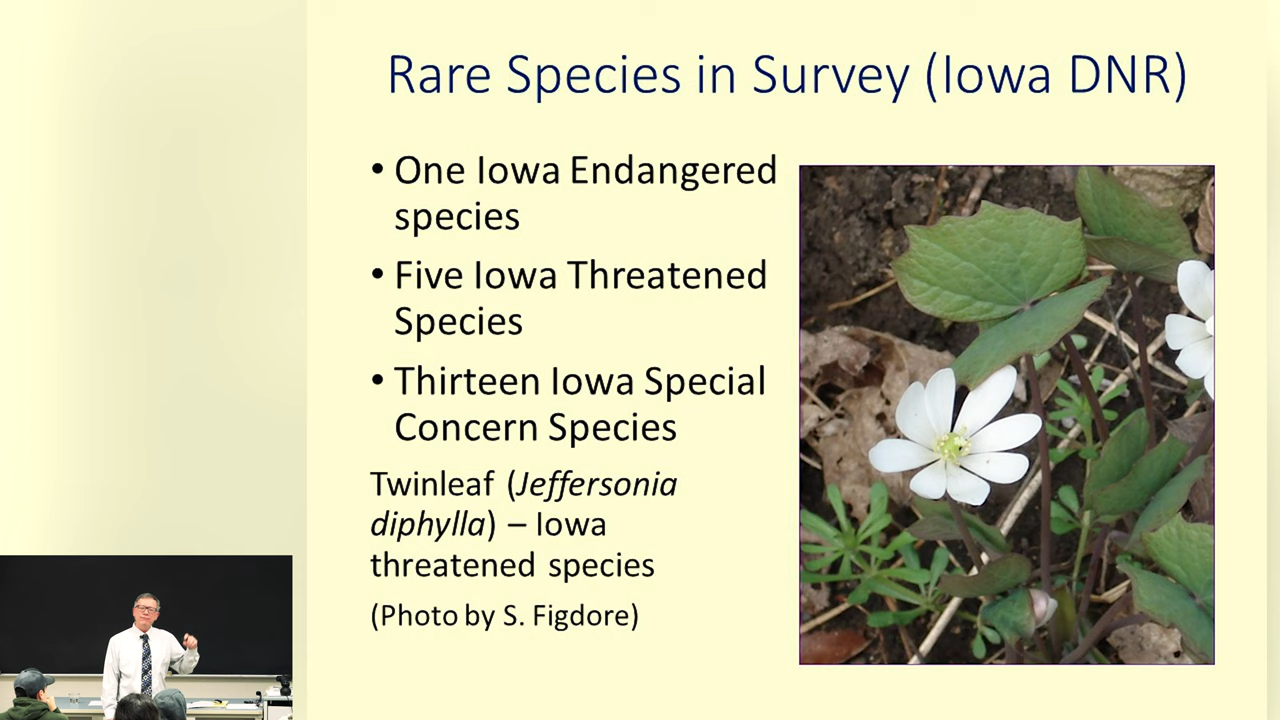 Rare Species in Survey (Iowa DNR)
• One Iowa Endangered
species
• Five Iowa Threatened
Species
• Thirteen Iowa Special
Concern Species
Twinleaf (Jeffersonia
diphylla) – Iowa
threatened species
(Photo by S. Figdore)